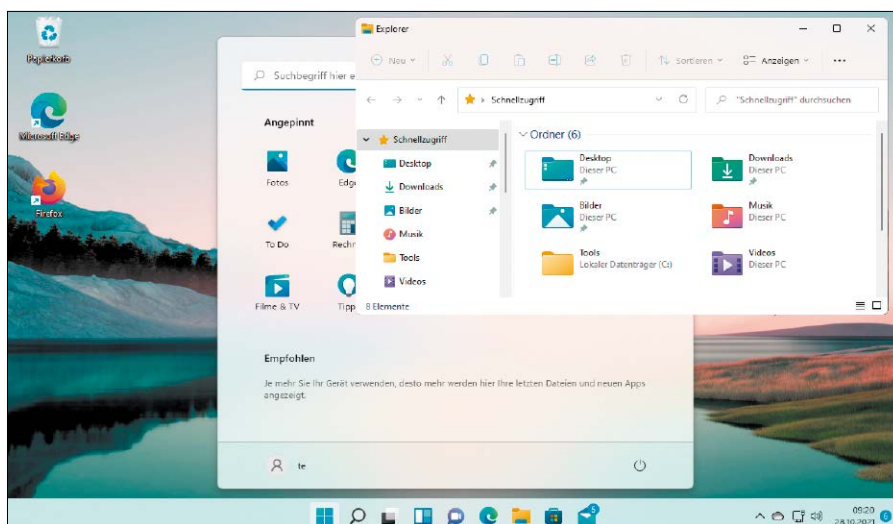 Papierkorb
Microsoft Edge
Firefox
Suchbegriff hier e
Angepinnt
Fotos
Edge
To Do
Rechn
Filme & TV
Tipp
Empfohlen
Je mehr Sie Ihr Gerät verwenden, desto mehr werden hier Ihre letzten Dateien und neuen Apps
angezeigt.
te
Explorer
Neu
Sortieren
Anzeigen
Schnellzugriff
"Schnellzugriff" durchsuchen
Schnellzugriff
Desktop
Downloads
Bilder
Musik
Tools
Videos
Ordner (6)
Desktop
Dieser PC
Downloads
Dieser PC
Bilder
Dieser PC
Musik
Dieser PC
Tools
Lokaler Datenträger (C:)
Videos
Dieser PC
8 Elemente
5
09:20
28.10.2021
6